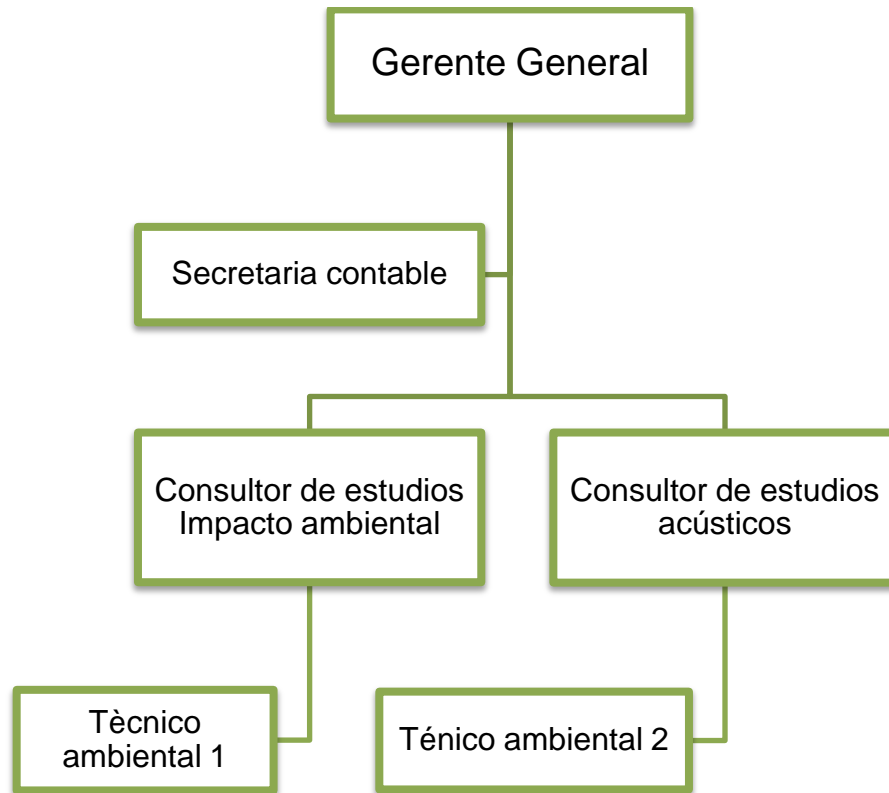 Gerente General
Secretaria contable
Consultor de estudios
Impacto ambiental
Consultor de estudios
acústicos
Tècnico
ambiental 1
Ténico ambiental 2